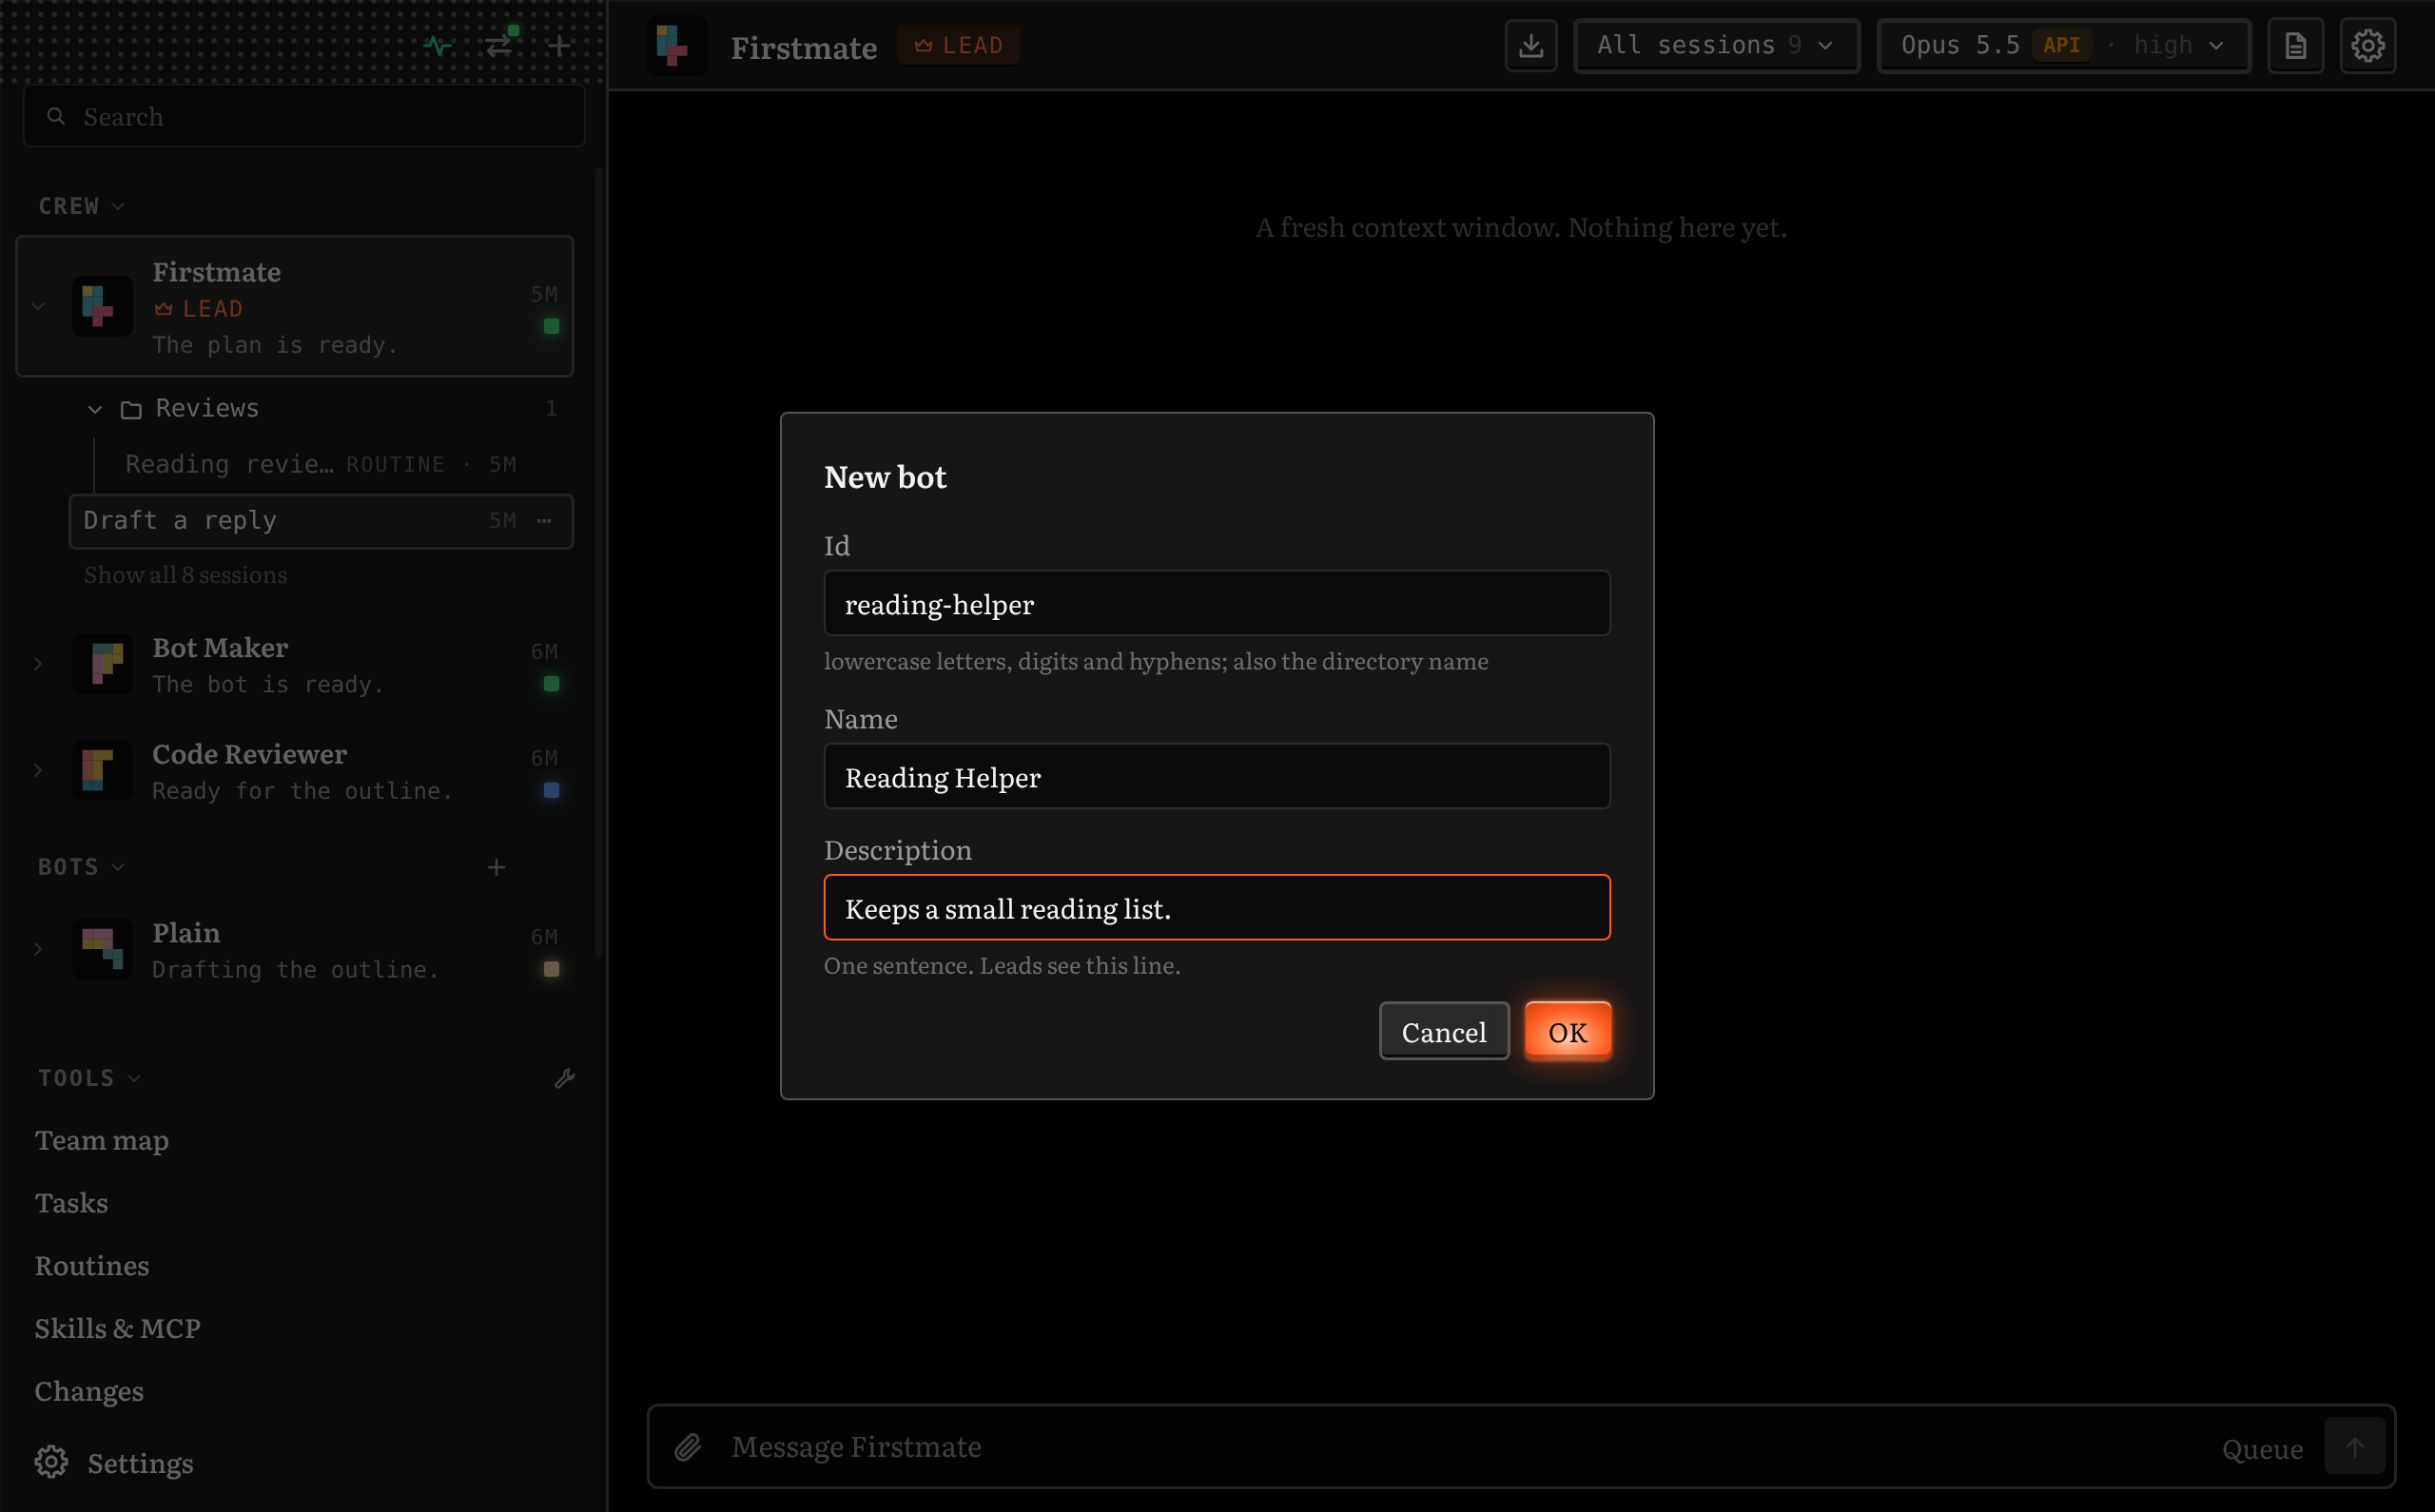 Search
CREW
Firstmate
LEAD
The plan is ready.
5M
Reviews 1
Reading revie… ROUTINE · 5M
Draft a reply 5M
Show all 8 sessions
Bot Maker 6M
The bot is ready.
Code Reviewer 6M
Ready for the outline.
BOTS
Plain 6M
Drafting the outline.
TOOLS
Team map
Tasks
Routines
Skills & MCP
Changes
Settings
Firstmate LEAD
All sessions 9
Opus 5.5 API · high
A fresh context window. Nothing here yet.
New bot
Id
reading-helper
lowercase letters, digits and hyphens; also the directory name
Name
Reading Helper
Description
Keeps a small reading list.
One sentence. Leads see this line.
Cancel OK
Message Firstmate Queue